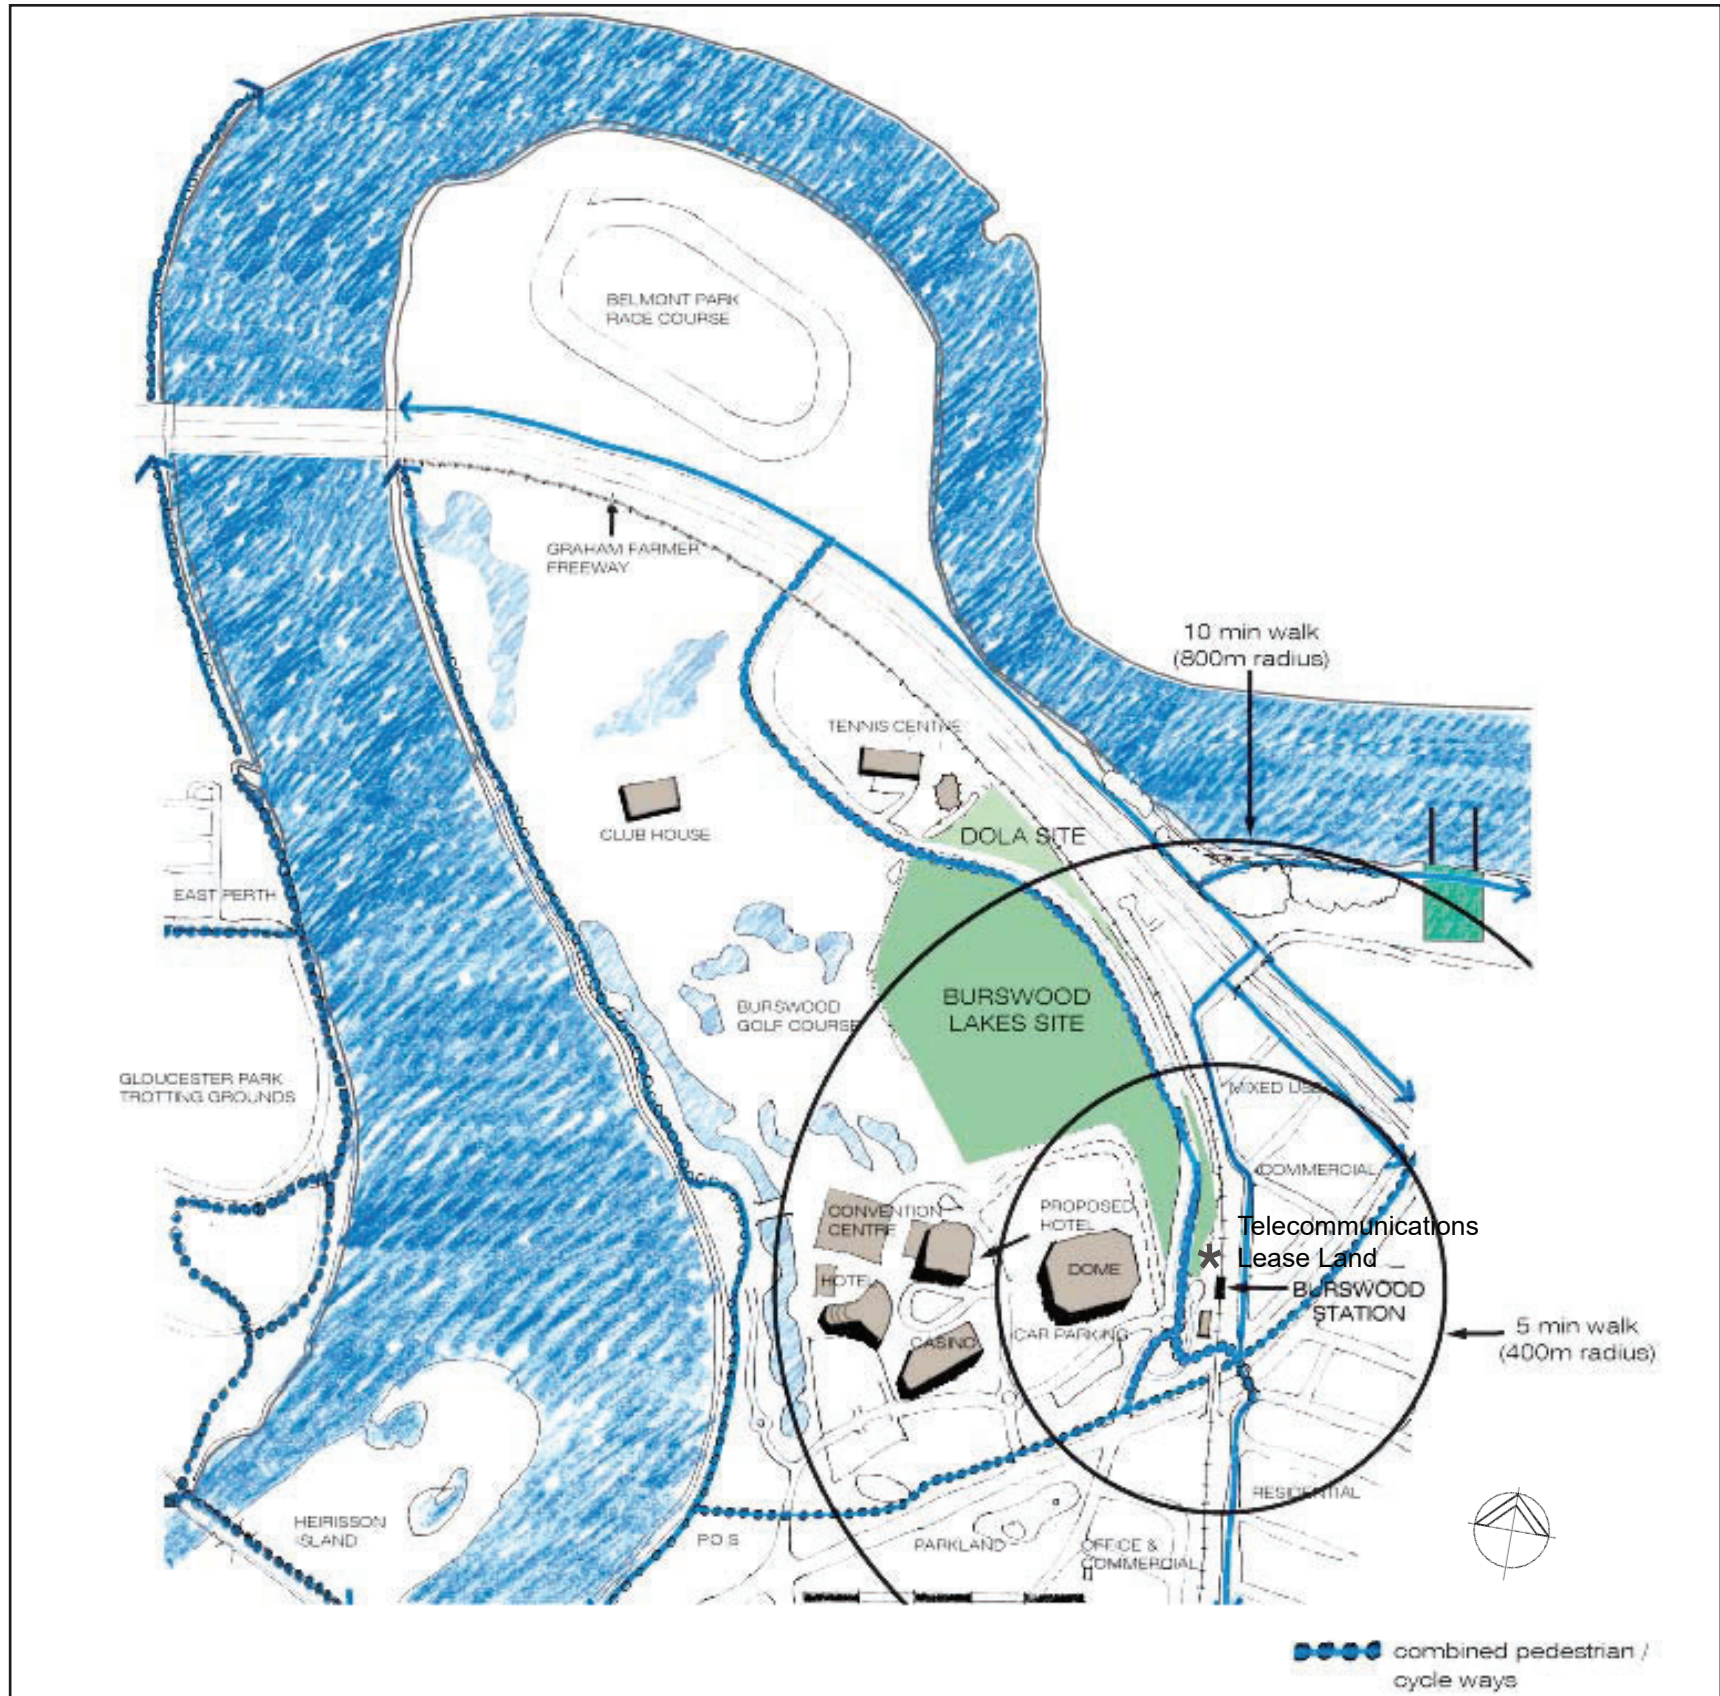 BELMONT PARK
RACE COURSE
GRAHAM FARMER
FREEWAY
10 min walk
(800m radius)
TENNIS CENTRE
CLUB HOUSE
DOLA SITE
EAST PERTH
BURSWOOD
LAKES SITE
BURSWOOD
GOLF COURSE
GLOUCESTER PARK
TROTTING GROUNDS
MIXED USE
COMMERCIAL
CONVENTION
CENTRE
PROPOSED
HOTEL
Telecommunications
Lease Land
*
DOME
HOTEL
BURSWOOD
STATION
CASINO
CAR PARKING
5 min walk
(400m radius)
RESIDENTIAL
HEIRISSON
ISLAND
P.O.S
PARKLAND
OFFICE &
COMMERCIAL
combined pedestrian /
cycle ways